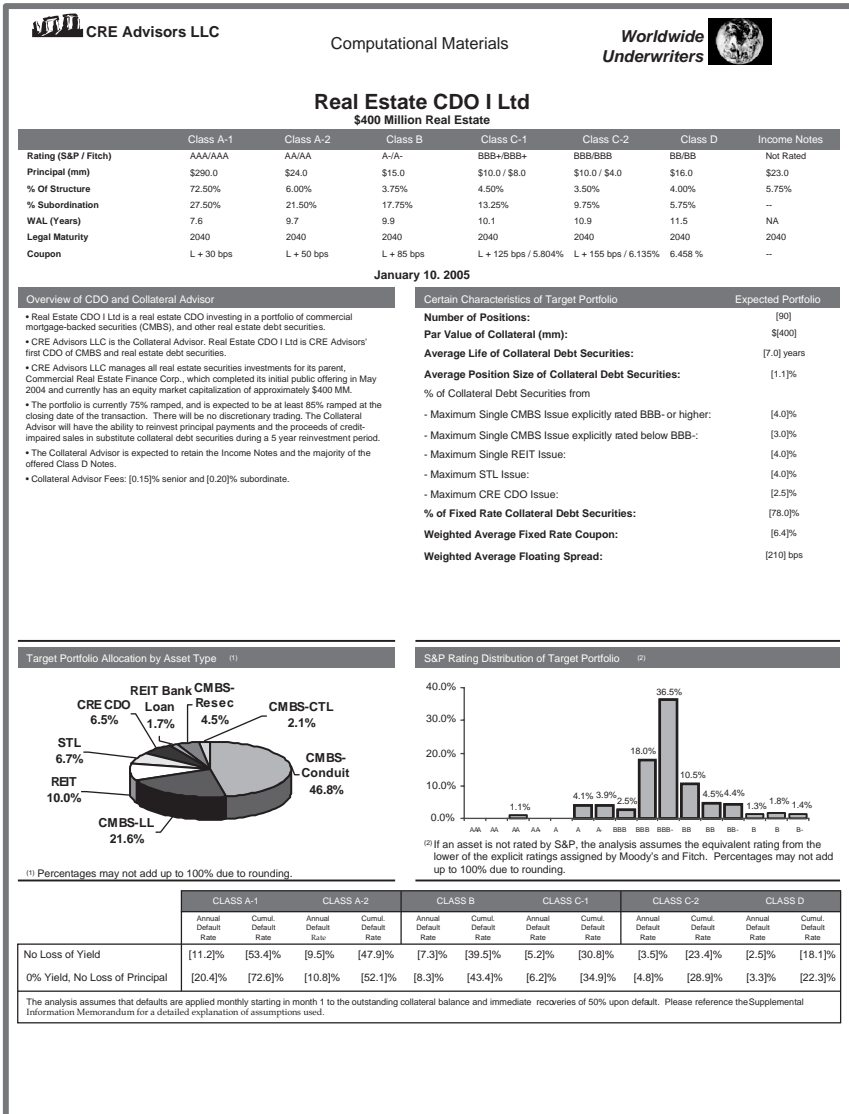 CRE Advisors LLC
Computational Materials
Worldwide
Underwriters
Real Estate CDO I Ltd
$400 Million Real Estate
Class A-1 Class A-2 Class B Class C-1 Class C-2 Class D Income Notes
Rating (S&P / Fitch) AAA/AAA AA/AA A-/A- BBB+/BBB+ BBB/BBB BB/BB Not Rated
Principal (mm) $290.0 $24.0 $15.0 $10.0 / $8.0 $10.0 / $4.0 $16.0 $23.0
% Of Structure 72.50% 6.00% 3.75% 4.50% 3.50% 4.00% 5.75%
% Subordination 27.50% 21.50% 17.75% 13.25% 9.75% 5.75% --
WAL (Years) 7.6 9.7 9.9 10.1 10.9 11.5 NA
Legal Maturity 2040 2040 2040 2040 2040 2040 2040
Coupon L + 30 bps L + 50 bps L + 85 bps L + 125 bps / 5.804% L + 155 bps / 6.135% 6.458 % --
January 10. 2005
Overview of CDO and Collateral Advisor
• Real Estate CDO I Ltd is a real estate CDO investing in a portfolio of commercial
mortgage-backed securities (CMBS), and other real estate debt securities.
• CRE Advisors LLC is the Collateral Advisor. Real Estate CDO I Ltd is CRE Advisors'
first CDO of CMBS and real estate debt securities.
• CRE Advisors LLC manages all real estate securities investments for its parent,
Commercial Real Estate Finance Corp., which completed its initial public offering in May
2004 and currently has an equity market capitalization of approximately $400 MM.
• The portfolio is currently 75% ramped, and is expected to be at least 85% ramped at the
closing date of the transaction. There will be no discretionary trading. The Collateral
Advisor will have the ability to reinvest principal payments and the proceeds of credit-
impaired sales in substitute collateral debt securities during a 5 year reinvestment period.
• The Collateral Advisor is expected to retain the Income Notes and the majority of the
offered Class D Notes.
• Collateral Advisor Fees: [0.15]% senior and [0.20]% subordinate.
Certain Characteristics of Target Portfolio Expected Portfolio
Number of Positions: [90]
Par Value of Collateral (mm): $[400]
Average Life of Collateral Debt Securities: [7.0] years
Average Position Size of Collateral Debt Securities: [1.1]%
% of Collateral Debt Securities from
- Maximum Single CMBS Issue explicitly rated BBB- or higher: [4.0]%
- Maximum Single CMBS Issue explicitly rated below BBB-: [3.0]%
- Maximum Single REIT Issue: [4.0]%
- Maximum STL Issue: [4.0]%
- Maximum CRE CDO Issue: [2.5]%
% of Fixed Rate Collateral Debt Securities: [78.0]%
Weighted Average Fixed Rate Coupon: [6.4]%
Weighted Average Floating Spread: [210] bps
Target Portfolio Allocation by Asset Type (1)
CRE CDO
6.5%
REIT Bank
Loan
1.7%
CMBS-
Resec
4.5%
CMBS-CTL
2.1%
STL
6.7%
CMBS-
Conduit
46.8%
REIT
10.0%
CMBS-LL
21.6%
(1) Percentages may not add up to 100% due to rounding.
S&P Rating Distribution of Target Portfolio (2)
40.0%
30.0%
20.0%
10.0%
0.0%
1.1% 4.1% 3.9% 2.5% 18.0% 36.5% 10.5% 4.5% 4.4% 1.3% 1.8% 1.4%
AAA AA AA AA- A A A- BBB BBB BBB- BB BB BB- B B B-
(2) If an asset is not rated by S&P, the analysis assumes the equivalent rating from the
lower of the explicit ratings assigned by Moody's and Fitch. Percentages may not add
up to 100% due to rounding.
CLASS A-1 CLASS A-2 CLASS B CLASS C-1 CLASS C-2 CLASS D
Annual Cumul. Annual Cumul. Annual Cumul. Annual Cumul. Annual Cumul. Annual Cumul.
Default Default Default Default Default Default Default Default Default Default Default Default
Rate Rate Rate Rate Rate Rate Rate Rate Rate Rate Rate Rate
No Loss of Yield [11.2]% [53.4]% [9.5]% [47.9]% [7.3]% [39.5]% [5.2]% [30.8]% [3.5]% [23.4]% [2.5]% [18.1]%
0% Yield, No Loss of Principal [20.4]% [72.6]% [10.8]% [52.1]% [8.3]% [43.4]% [6.2]% [34.9]% [4.8]% [28.9]% [3.3]% [22.3]%
The analysis assumes that defaults are applied monthly starting in month 1 to the outstanding collateral balance and immediate recoveries of 50% upon default. Please reference the Supplemental
Information Memorandum for a detailed explanation of assumptions used.